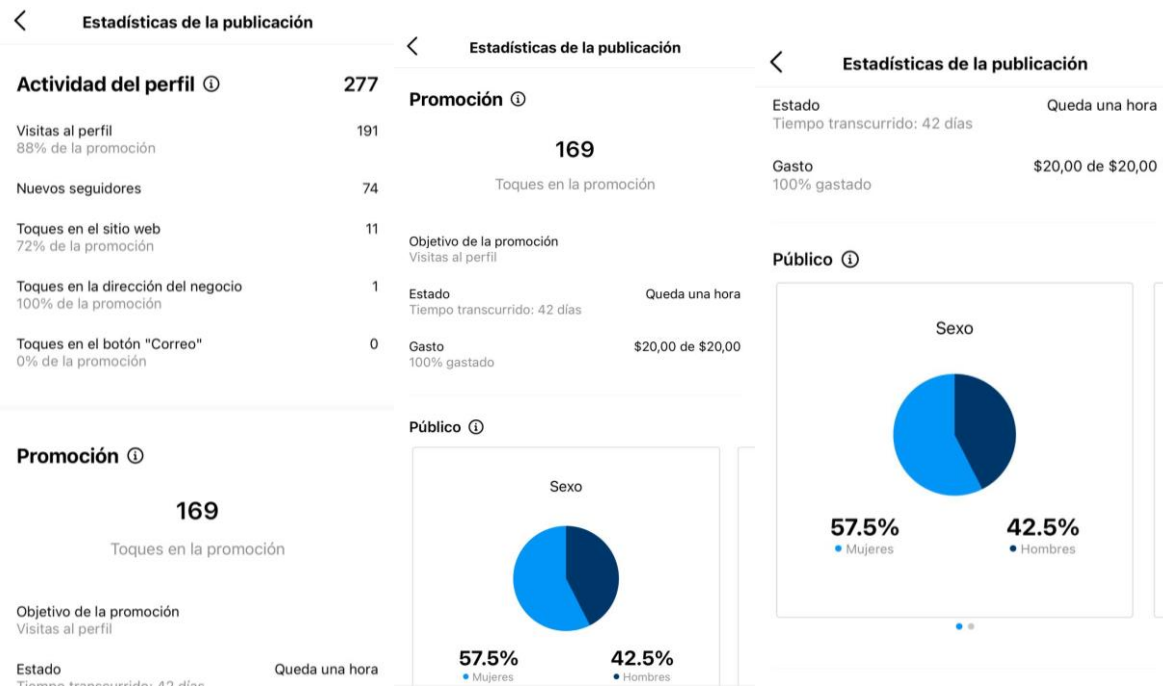 Estadísticas de la publicación
Actividad del perfil 277
Visitas al perfil 191
88% de la promoción
Nuevos seguidores 74
Toques en el sitio web 11
72% de la promoción
Toques en la dirección del negocio 1
100% de la promoción
Toques en el botón "Correo" 0
0% de la promoción
Promoción
169
Toques en la promoción
Objetivo de la promoción
Visitas al perfil
Estado Queda una hora
Tiempo transcurrido: 42 días
Estadísticas de la publicación
Promoción
169
Toques en la promoción
Objetivo de la promoción
Visitas al perfil
Estado Queda una hora
Tiempo transcurrido: 42 días
Gasto $20,00 de $20,00
100% gastado
Público
Sexo
57.5% 42.5%
Mujeres Hombres
Estadísticas de la publicación
Estado Queda una hora
Tiempo transcurrido: 42 días
Gasto $20,00 de $20,00
100% gastado
Público
Sexo
57.5% 42.5%
Mujeres Hombres